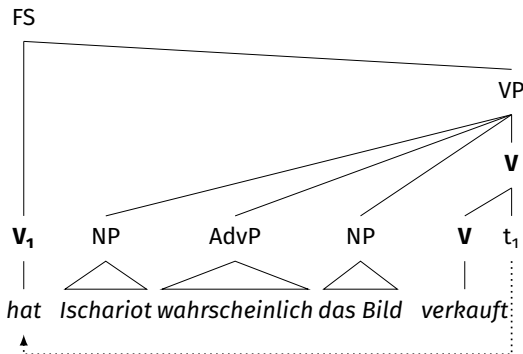 FS
VP
V
V₁ NP AdvP NP V t₁
hat Ischariot wahrscheinlich das Bild verkauft